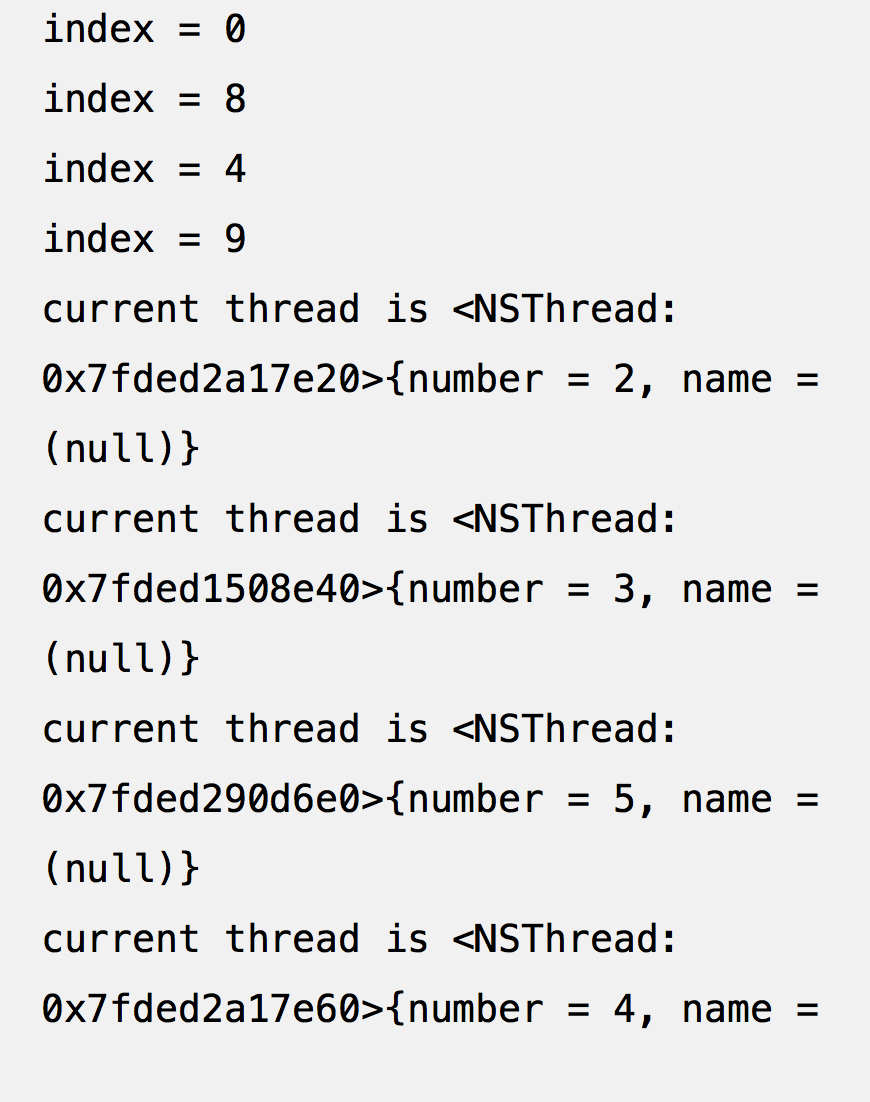 index = 0
index = 8
index = 4
index = 9
current thread is <NSThread:
0x7fded2a17e20>{number = 2, name =
(null)}
current thread is <NSThread:
0x7fded1508e40>{number = 3, name =
(null)}
current thread is <NSThread:
0x7fded290d6e0>{number = 5, name =
(null)}
current thread is <NSThread:
0x7fded2a17e60>{number = 4, name =